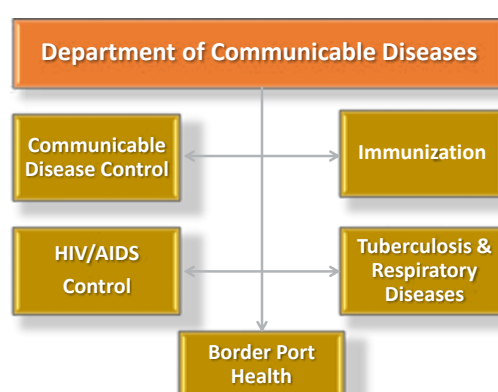 Department of Communicable Diseases
Communicable
Disease Control
Immunization
HIV/AIDS
Control
Tuberculosis &
Respiratory
Diseases
Border Port
Health